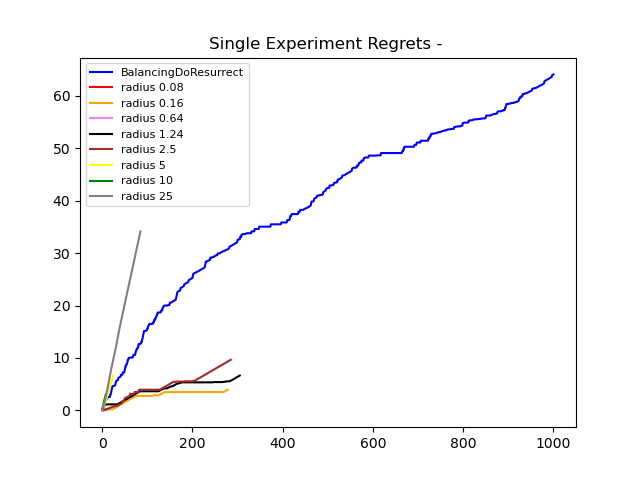 Single Experiment Regrets -
BalancingDoResurrect
radius 0.08
radius 0.16
radius 0.64
radius 1.24
radius 2.5
radius 5
radius 10
radius 25
60
50
40
30
20
10
0
0 200 400 600 800 1000